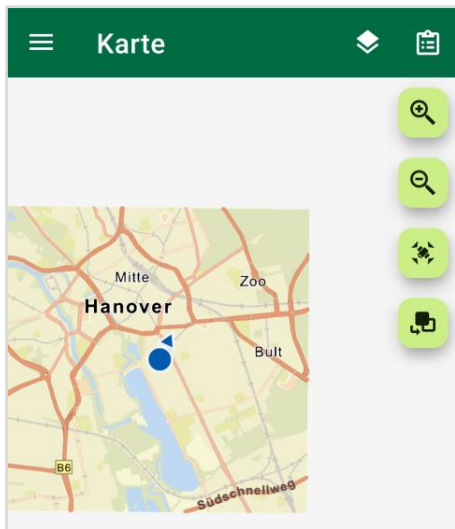 Karte
Mitte
Zoo
Hanover
Bult
B6
Südschnellweg